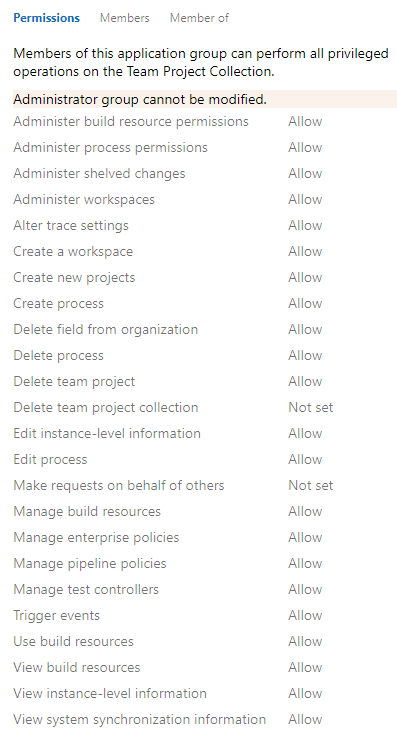 Permissions Members Member of
Members of this application group can perform all privileged
operations on the Team Project Collection.
Administrator group cannot be modified.
Administer build resource permissions Allow
Administer process permissions Allow
Administer shelved changes Allow
Administer workspaces Allow
Alter trace settings Allow
Create a workspace Allow
Create new projects Allow
Create process Allow
Delete field from organization Allow
Delete process Allow
Delete team project Allow
Delete team project collection Not set
Edit instance-level information Allow
Edit process Allow
Make requests on behalf of others Not set
Manage build resources Allow
Manage enterprise policies Allow
Manage pipeline policies Allow
Manage test controllers Allow
Trigger events Allow
Use build resources Allow
View build resources Allow
View instance-level information Allow
View system synchronization information Allow